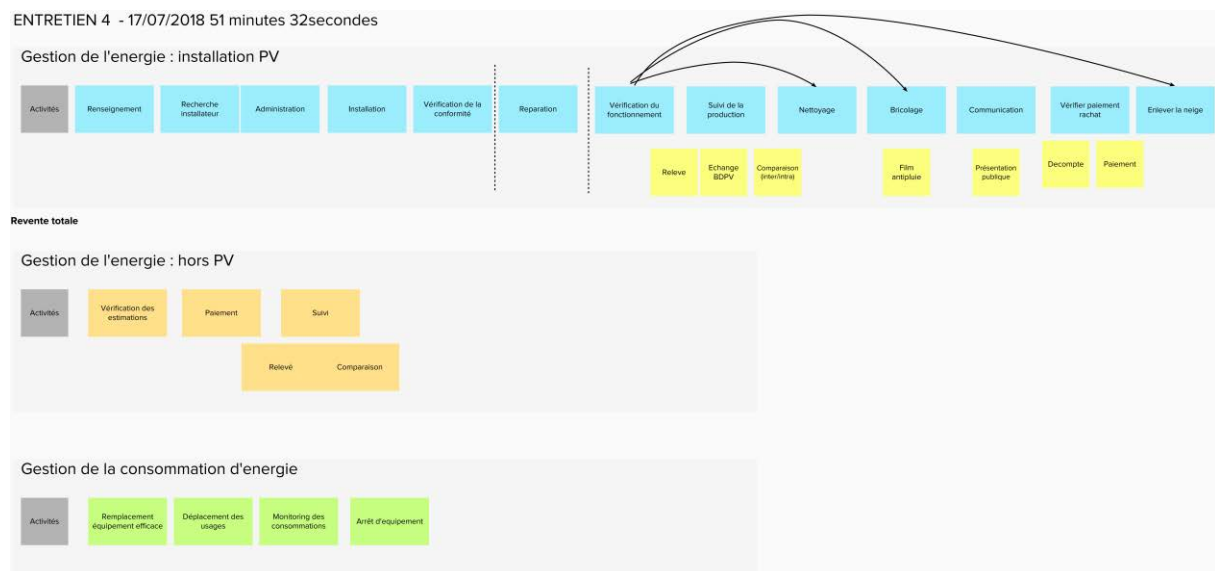 ENTRETIEN 4 - 17/07/2018 51 minutes 32secondes
Gestion de l'energie : installation PV
Activités
Renseignement
Recherche
installateur
Administration
Installation
Vérification de la
conformité
Reparation
Vérification du
fonctionnement
Suivi de la
production
Nettoyage
Bricolage
Communication
Vérifier paiement
rachat
Enlever la neige
Releve
Echange
BDPV
Comparaison
(inter/intra)
Film
antipluie
Présentation
publique
Decompte
Paiement
Revente totale
Gestion de l'energie : hors PV
Activités
Vérification des
estimations
Paiement
Suivi
Relevé
Comparaison
Gestion de la consommation d'energie
Activités
Remplacement
équipement efficace
Déplacement des
usages
Monitoring des
consommations
Arrêt d'equipement